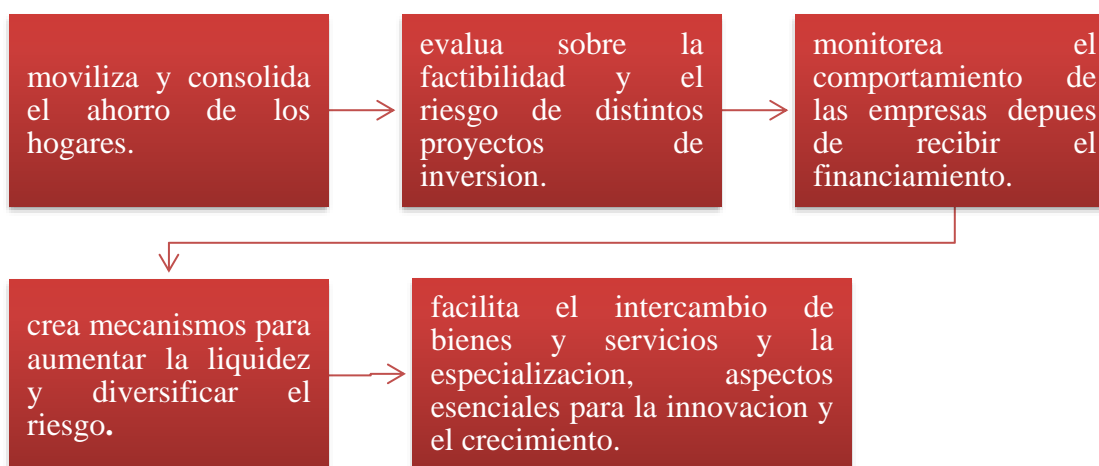 moviliza y consolida
el ahorro de los
hogares.
evalua sobre la
factibilidad y el
riesgo de distintos
proyectos de
inversion.
monitorea el
comportamiento de
las empresas depues
de recibir el
financiamiento.
crea mecanismos para
aumentar la liquidez
y diversificar el
riesgo.
facilita el intercambio de
bienes y servicios y la
especializacion, aspectos
esenciales para la innovacion y
el crecimiento.